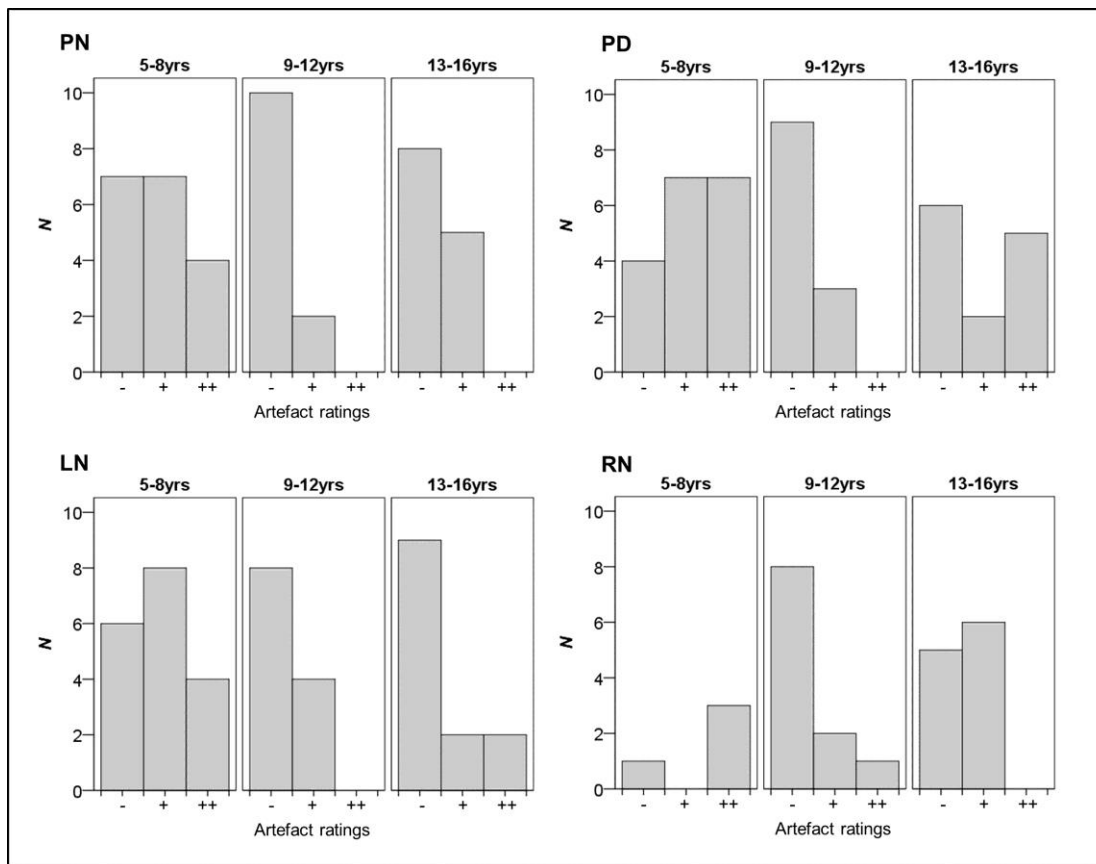 PN
5-8yrs 9-12yrs 13-16yrs
10
8
6
4
2
0
N
- + ++ - + ++ - + ++
Artefact ratings
PD
5-8yrs 9-12yrs 13-16yrs
10
8
6
4
2
0
N
- + ++ - + ++ - + ++
Artefact ratings
LN
5-8yrs 9-12yrs 13-16yrs
10
8
6
4
2
0
N
- + ++ - + ++ - + ++
Artefact ratings
RN
5-8yrs 9-12yrs 13-16yrs
10
8
6
4
2
0
N
- + ++ - + ++ - + ++
Artefact ratings